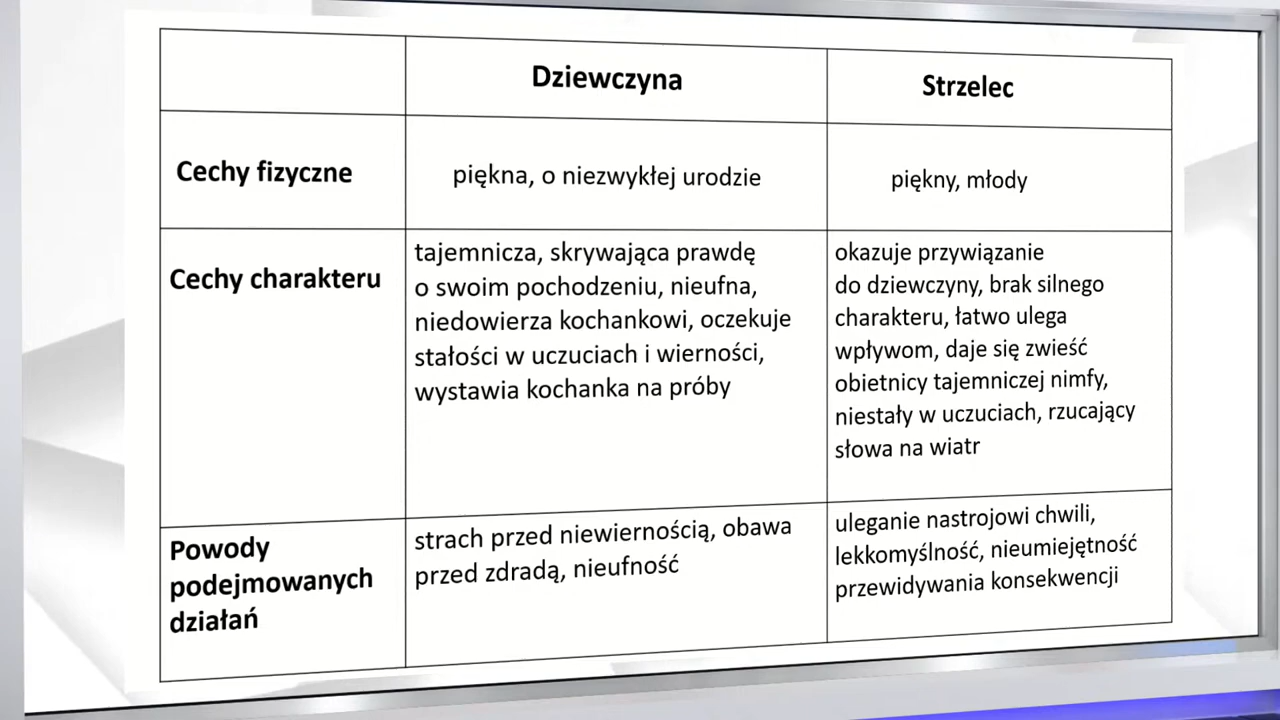 Dziewczyna
Strzelec
Cechy fizyczne
piękna, o niezwykłej urodzie
piękny, młody
Cechy charakteru
tajemnicza, skrywająca prawdę
o swoim pochodzeniu, nieufna,
niedowierza kochankowi, oczekuje
stałości w uczuciach i wierności,
wystawia kochanka na próby
okazuje przywiązanie
do dziewczyny, brak silnego
charakteru, łatwo ulega
wpływom, daje się zwieść
obietnicy tajemniczej nimfy,
niestały w uczuciach, rzucający
słowa na wiatr
Powody
podejmowanych
działań
strach przed niewiernością, obawa
przed zdradą, nieufność
uleganie nastrojowi chwili,
lekkomyślność, nieumiejętność
przewidywania konsekwencji